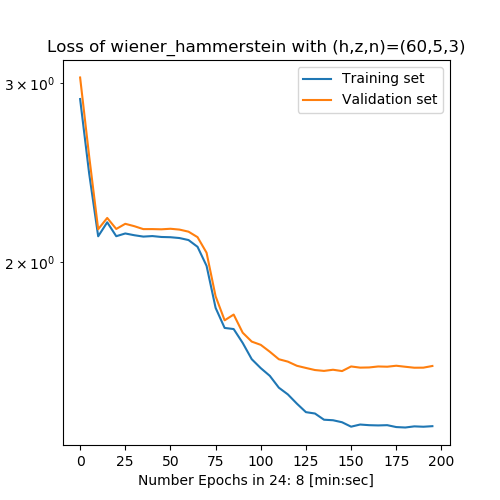 Loss of wiener_hammerstein with (h,z,n)=(60,5,3)
3 × 10⁰
2 × 10⁰
Training set
Validation set
0 25 50 75 100 125 150 175 200
Number Epochs in 24: 8 [min:sec]